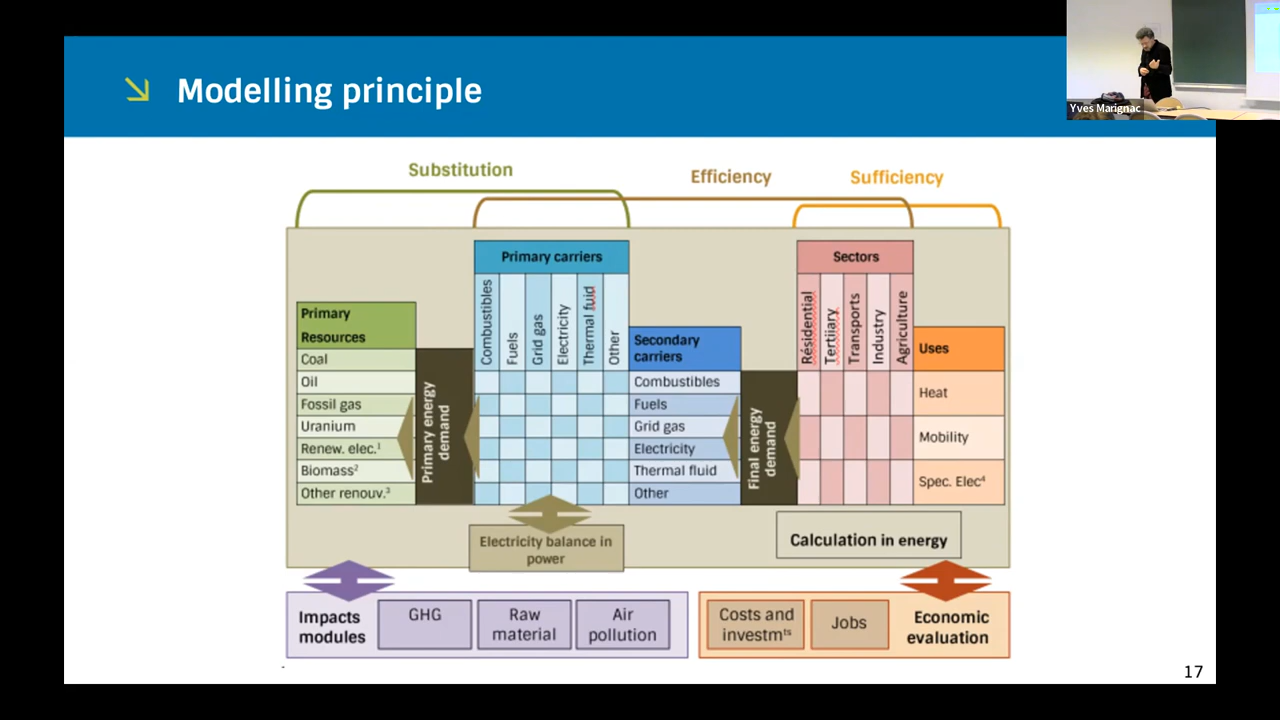 Modelling principle
Yves Marignac
Substitution
Efficiency
Sufficiency
Primary carriers
Combustibles
Fuels
Grid gas
Electricity
Thermal fuid
Other
Sectors
Résidential
Tertiiary
Transports
Industry
Agriculture
Primary
Resources
Coal
Oil
Fossil gas
Uranium
Renew. elec.¹
Biomass²
Other renouv.³
Primary energy
demand
Secondary
carriers
Combustibles
Fuels
Grid gas
Electricity
Thermal fluid
Other
Final energy
demand
Uses
Heat
Mobility
Spec. Elec⁴
Electricity balance in
power
Calculation in energy
Impacts
modules
GHG
Raw
material
Air
pollution
Costs and
investmᵗˢ
Jobs
Economic
evaluation
17